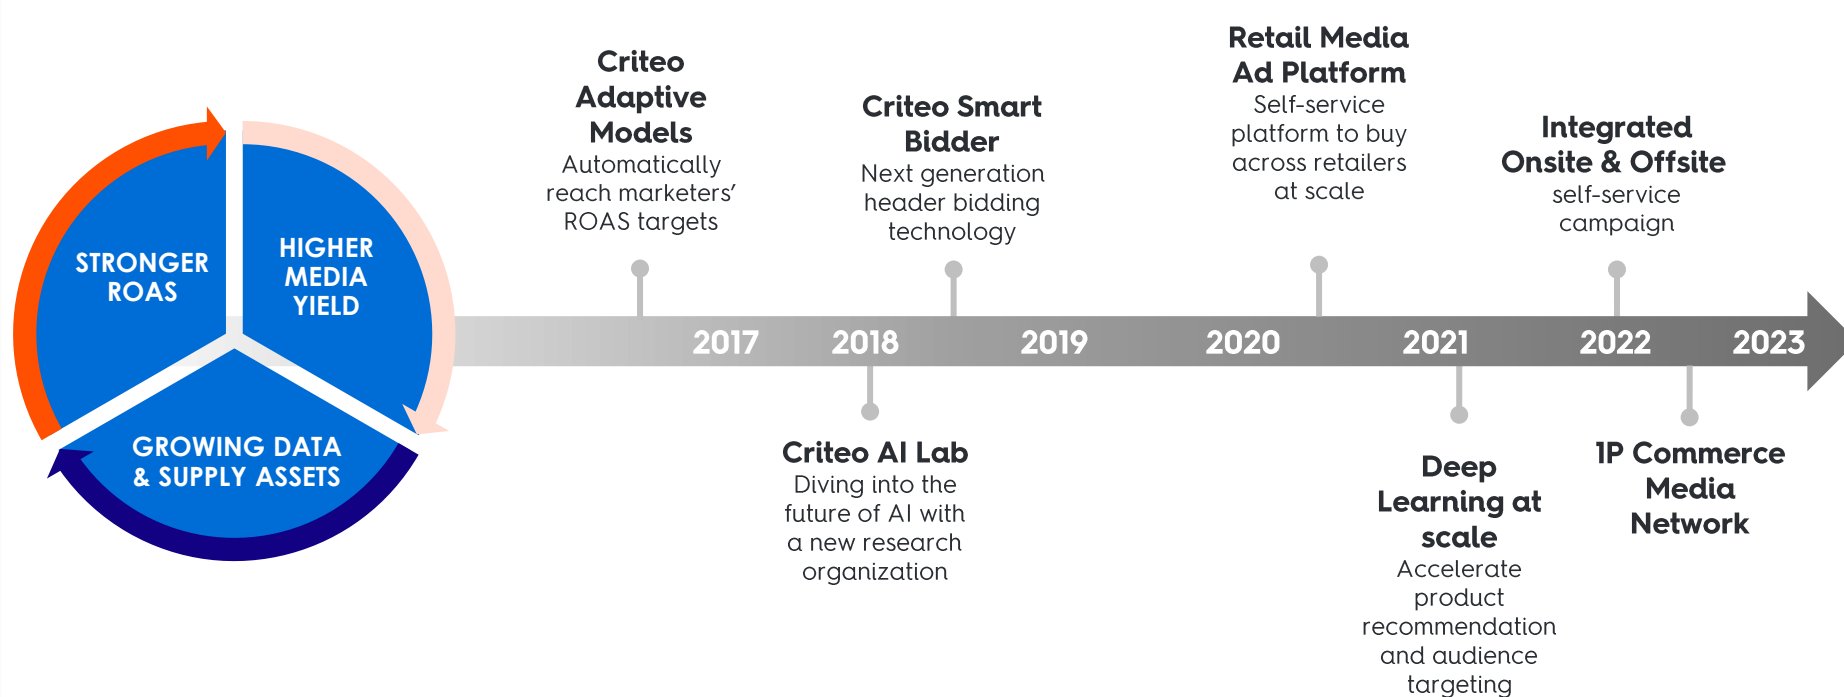 STRONGER
ROAS
HIGHER
MEDIA
YIELD
GROWING DATA
& SUPPLY ASSETS
Criteo
Adaptive
Models
Automatically
reach marketers’
ROAS targets
Criteo Smart
Bidder
Next generation
header bidding
technology
Retail Media
Ad Platform
Self-service
platform to buy
across retailers
at scale
Integrated
Onsite & Offsite
self-service
campaign
2017 2018 2019 2020 2021 2022 2023
Criteo AI Lab
Diving into the
future of AI with
a new research
organization
Deep
Learning at
scale
Accelerate
product
recommendation
and audience
targeting
1P Commerce
Media
Network